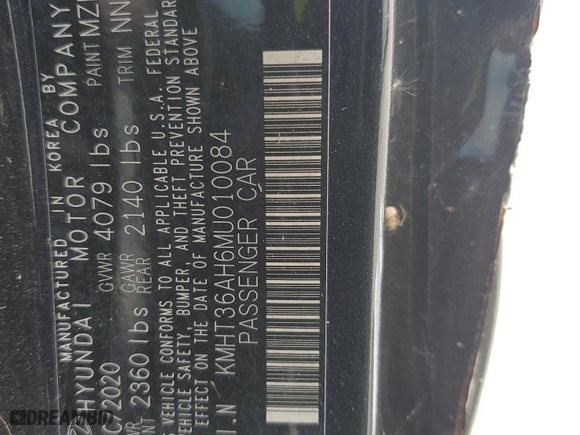 MANUFACTURED IN KOREA BY
HYUNDAI MOTOR COMPANY
/2020 GVWR 4079 lbs PAINT MZ
2360 lbs GAWR REAR 2140 lbs TRIM NN
VEHICLE CONFORMS TO ALL APPLICABLE U.S.A. FEDERAL
VEHICLE SAFETY, BUMPER, AND THEFT PREVENTION STANDAR
EFFECT ON THE DATE OF MANUFACTURE SHOWN ABOVE
I.N KMHT36AH6MU010084
PASSENGER CAR
DREAMBID